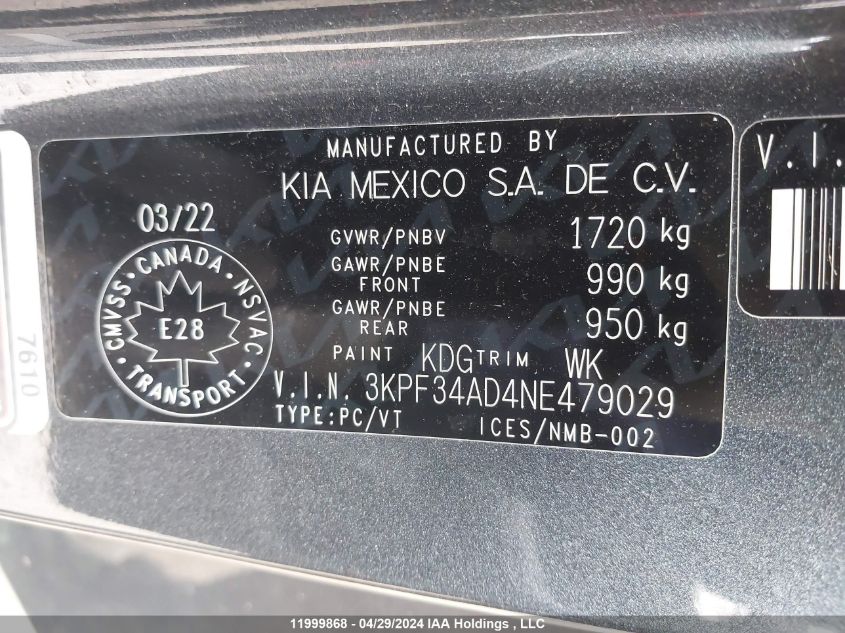 MANUFACTURED BY
KIA MEXICO S.A. DE C.V.
03/22
GVWR/PNBV 1720 kg
GAWR/PNBE FRONT 990 kg
GAWR/PNBE REAR 950 kg
PAINT KDG TRIM WK
V.I.N. 3KPF34AD4NE479029
TYPE:PC/VT ICES/NMB-002
CMVSS · CANADA · NSVAC
E28
TRANSPORT
7610
V.I.
11999868 - 04/29/2024 IAA Holdings, LLC